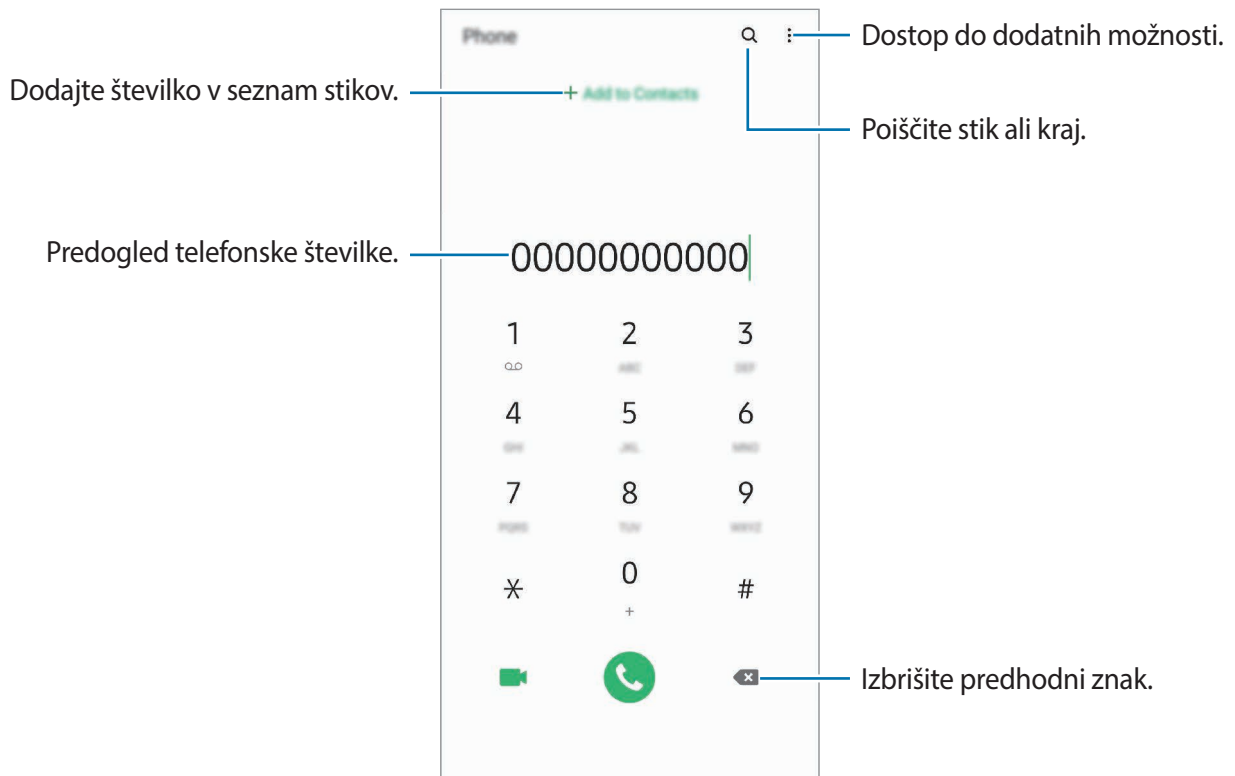 Phone
Dostop do dodatnih možnosti.
Dodajte številko v seznam stikov.
+ Add to Contacts
Poiščite stik ali kraj.
Predogled telefonske številke.
00000000000
1 2 3
ABC DEF
4 5 6
GHI JKL MNO
7 8 9
PQRS TUV WXYZ
* 0 #
+
Izbrišite predhodni znak.